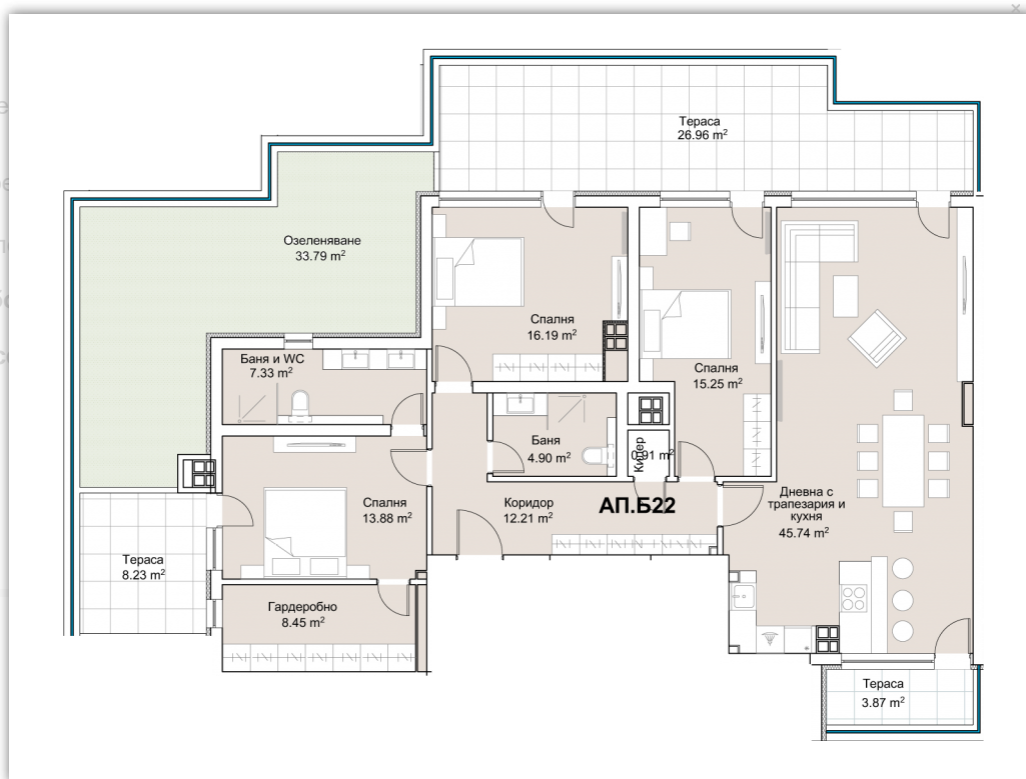 Тераса
26.96 m²
Озеленяване
33.79 m²
Спалня
16.19 m²
Баня и WC
7.33 m²
Спалня
15.25 m²
Баня
4.90 m²
Килер
0.91 m²
Спалня
13.88 m²
Коридор
12.21 m²
АП.Б22
Дневна с
трапезария и
кухня
45.74 m²
Тераса
8.23 m²
Гардеробно
8.45 m²
Тераса
3.87 m²